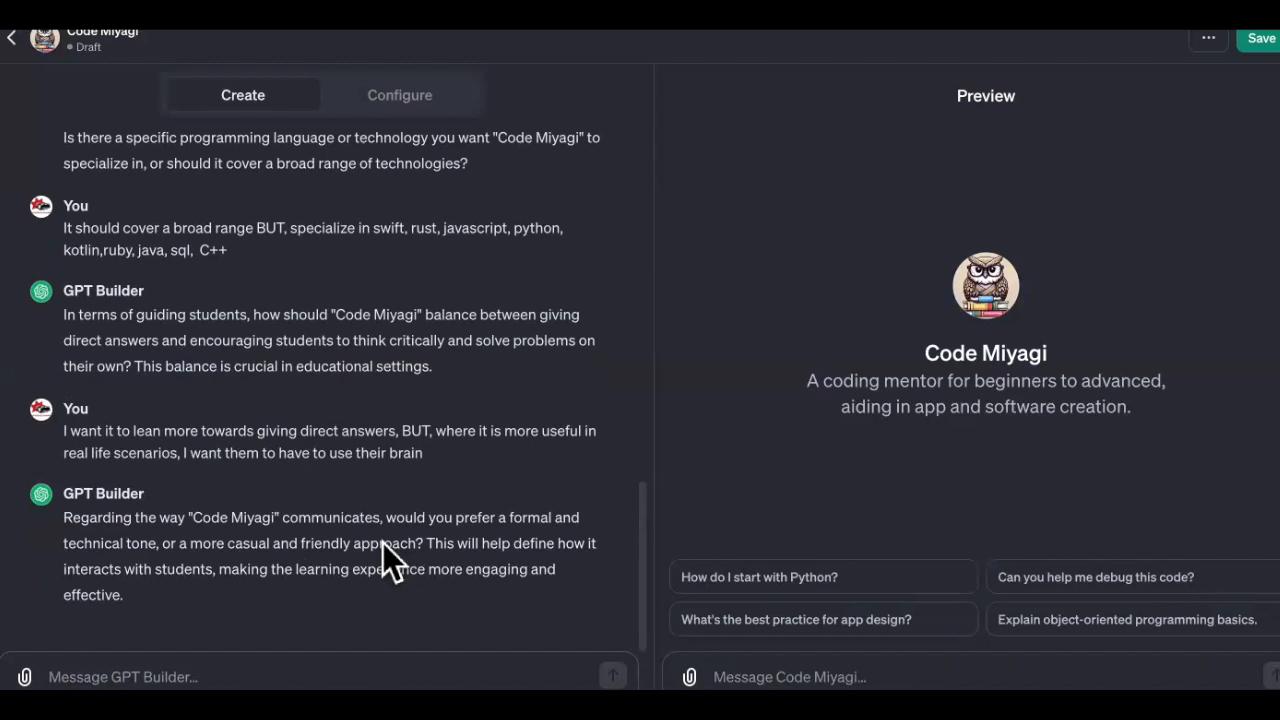 Code Miyagi
Draft
Save
Create
Configure
Preview
Is there a specific programming language or technology you want "Code Miyagi" to
specialize in, or should it cover a broad range of technologies?
You
It should cover a broad range BUT, specialize in swift, rust, javascript, python,
kotlin,ruby, java, sql,  C++
GPT Builder
In terms of guiding students, how should "Code Miyagi" balance between giving
direct answers and encouraging students to think critically and solve problems on
their own? This balance is crucial in educational settings.
You
I want it to lean more towards giving direct answers, BUT, where it is more useful in
real life scenarios, I want them to have to use their brain
GPT Builder
Regarding the way "Code Miyagi" communicates, would you prefer a formal and
technical tone, or a more casual and friendly approach? This will help define how it
interacts with students, making the learning experience more engaging and
effective.
Message GPT Builder...
Code Miyagi
A coding mentor for beginners to advanced,
aiding in app and software creation.
How do I start with Python?
Can you help me debug this code?
What's the best practice for app design?
Explain object-oriented programming basics.
Message Code Miyagi...